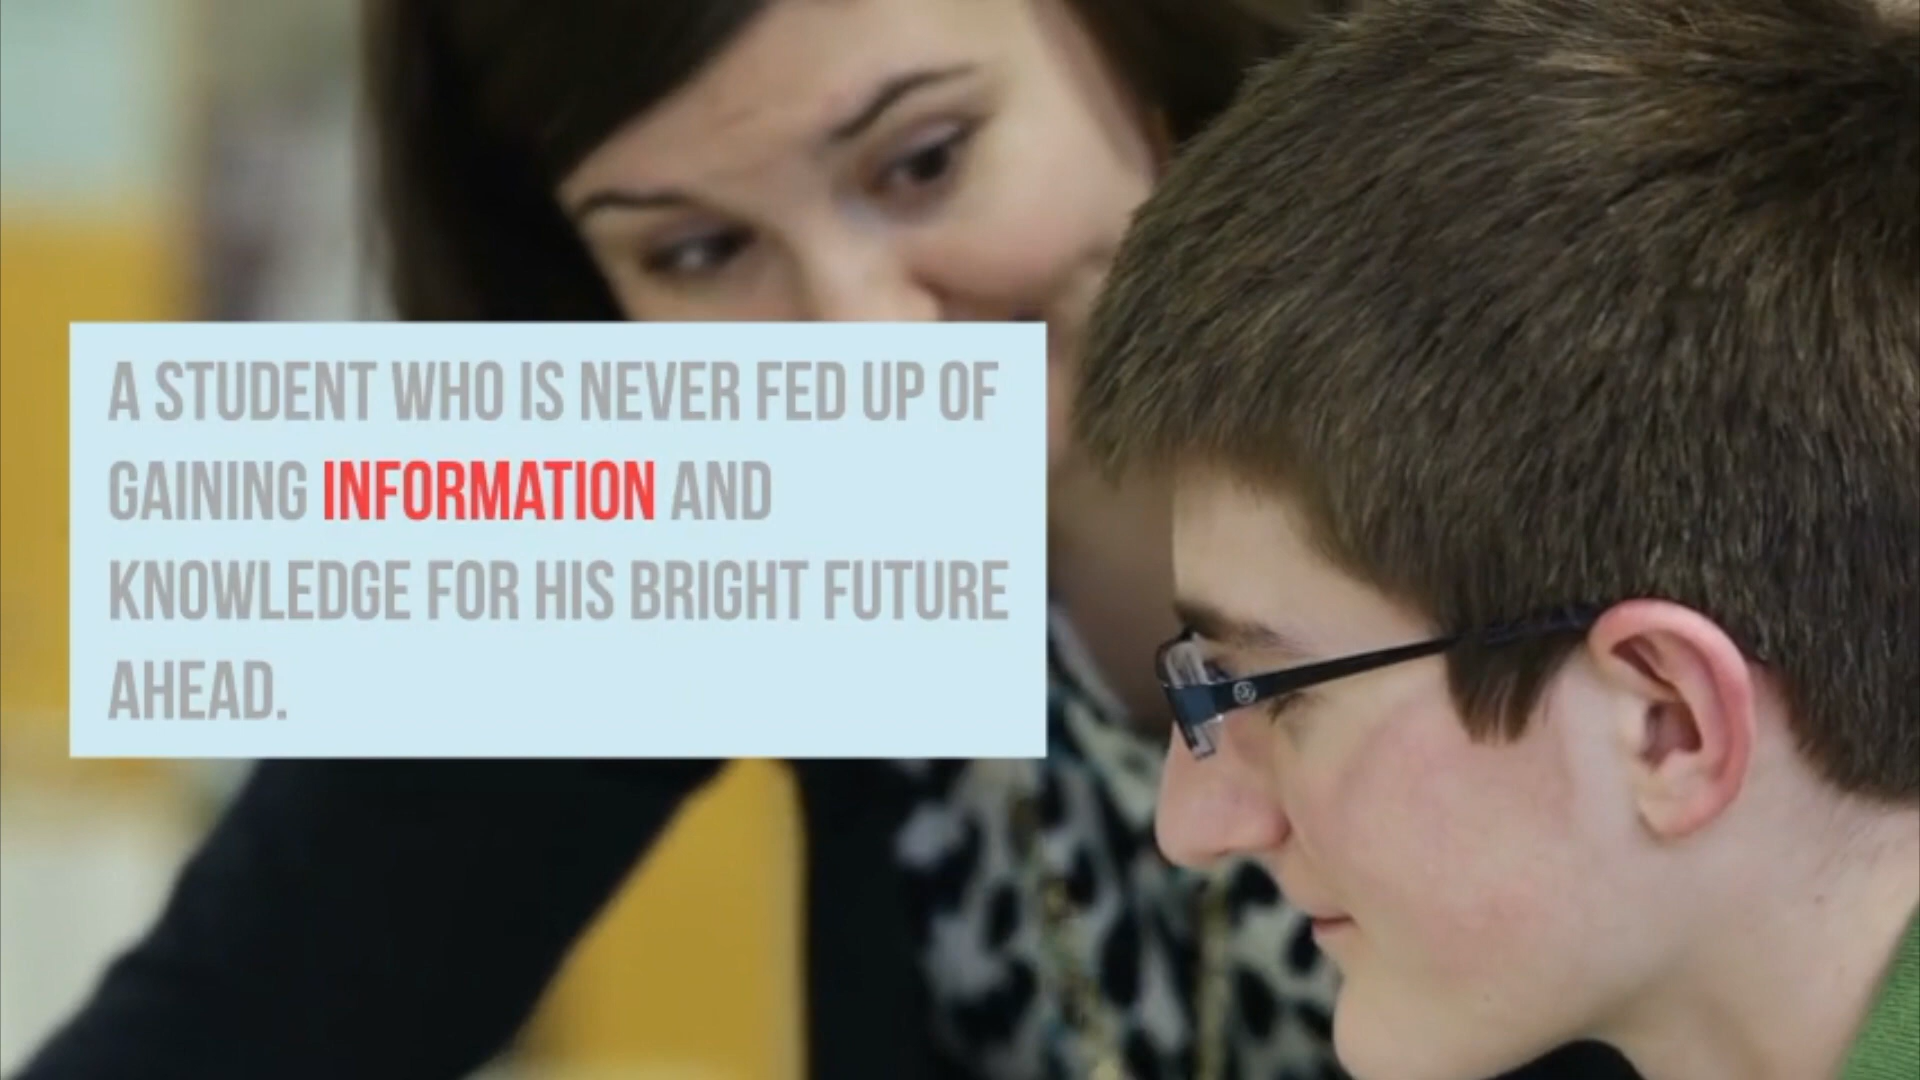 A STUDENT WHO IS NEVER FED UP OF
GAINING INFORMATION AND
KNOWLEDGE FOR HIS BRIGHT FUTURE
AHEAD.